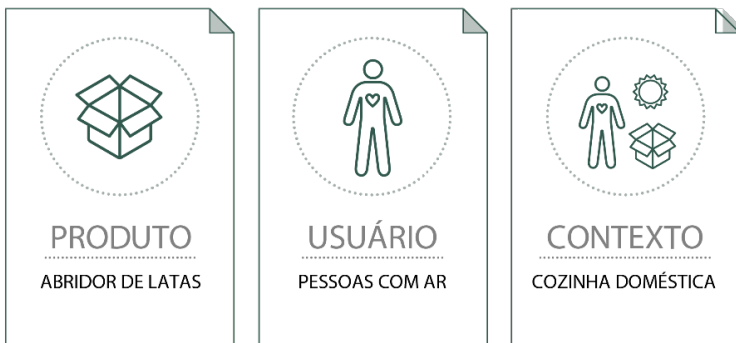 PRODUTO
ABRIDOR DE LATAS
USUÁRIO
PESSOAS COM AR
CONTEXTO
COZINHA DOMÉSTICA